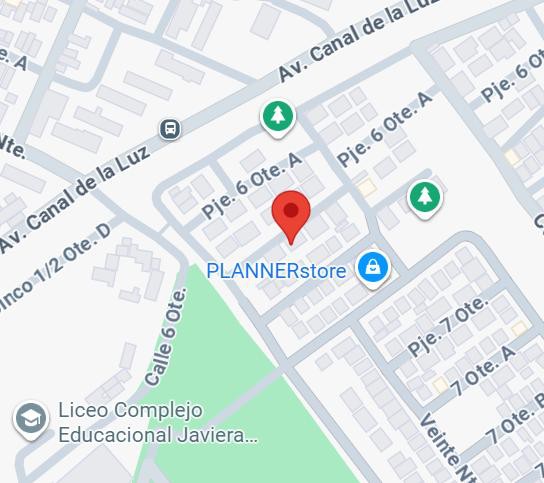 Av. Canal de la Luz
e. A
Pje. 6 Ote.
Pje. 6 Ote. A
Nte.
Av. Canal de la Luz
Pje. 6 Ote. A
inco 1/2 Ote. D
PLANNERstore
Calle 6 Ote.
Pje. 7 Ote.
7 Ote. A
Liceo Complejo
Educacional Javiera...
Veinte Nt
7 Ote. B
7 Ote.